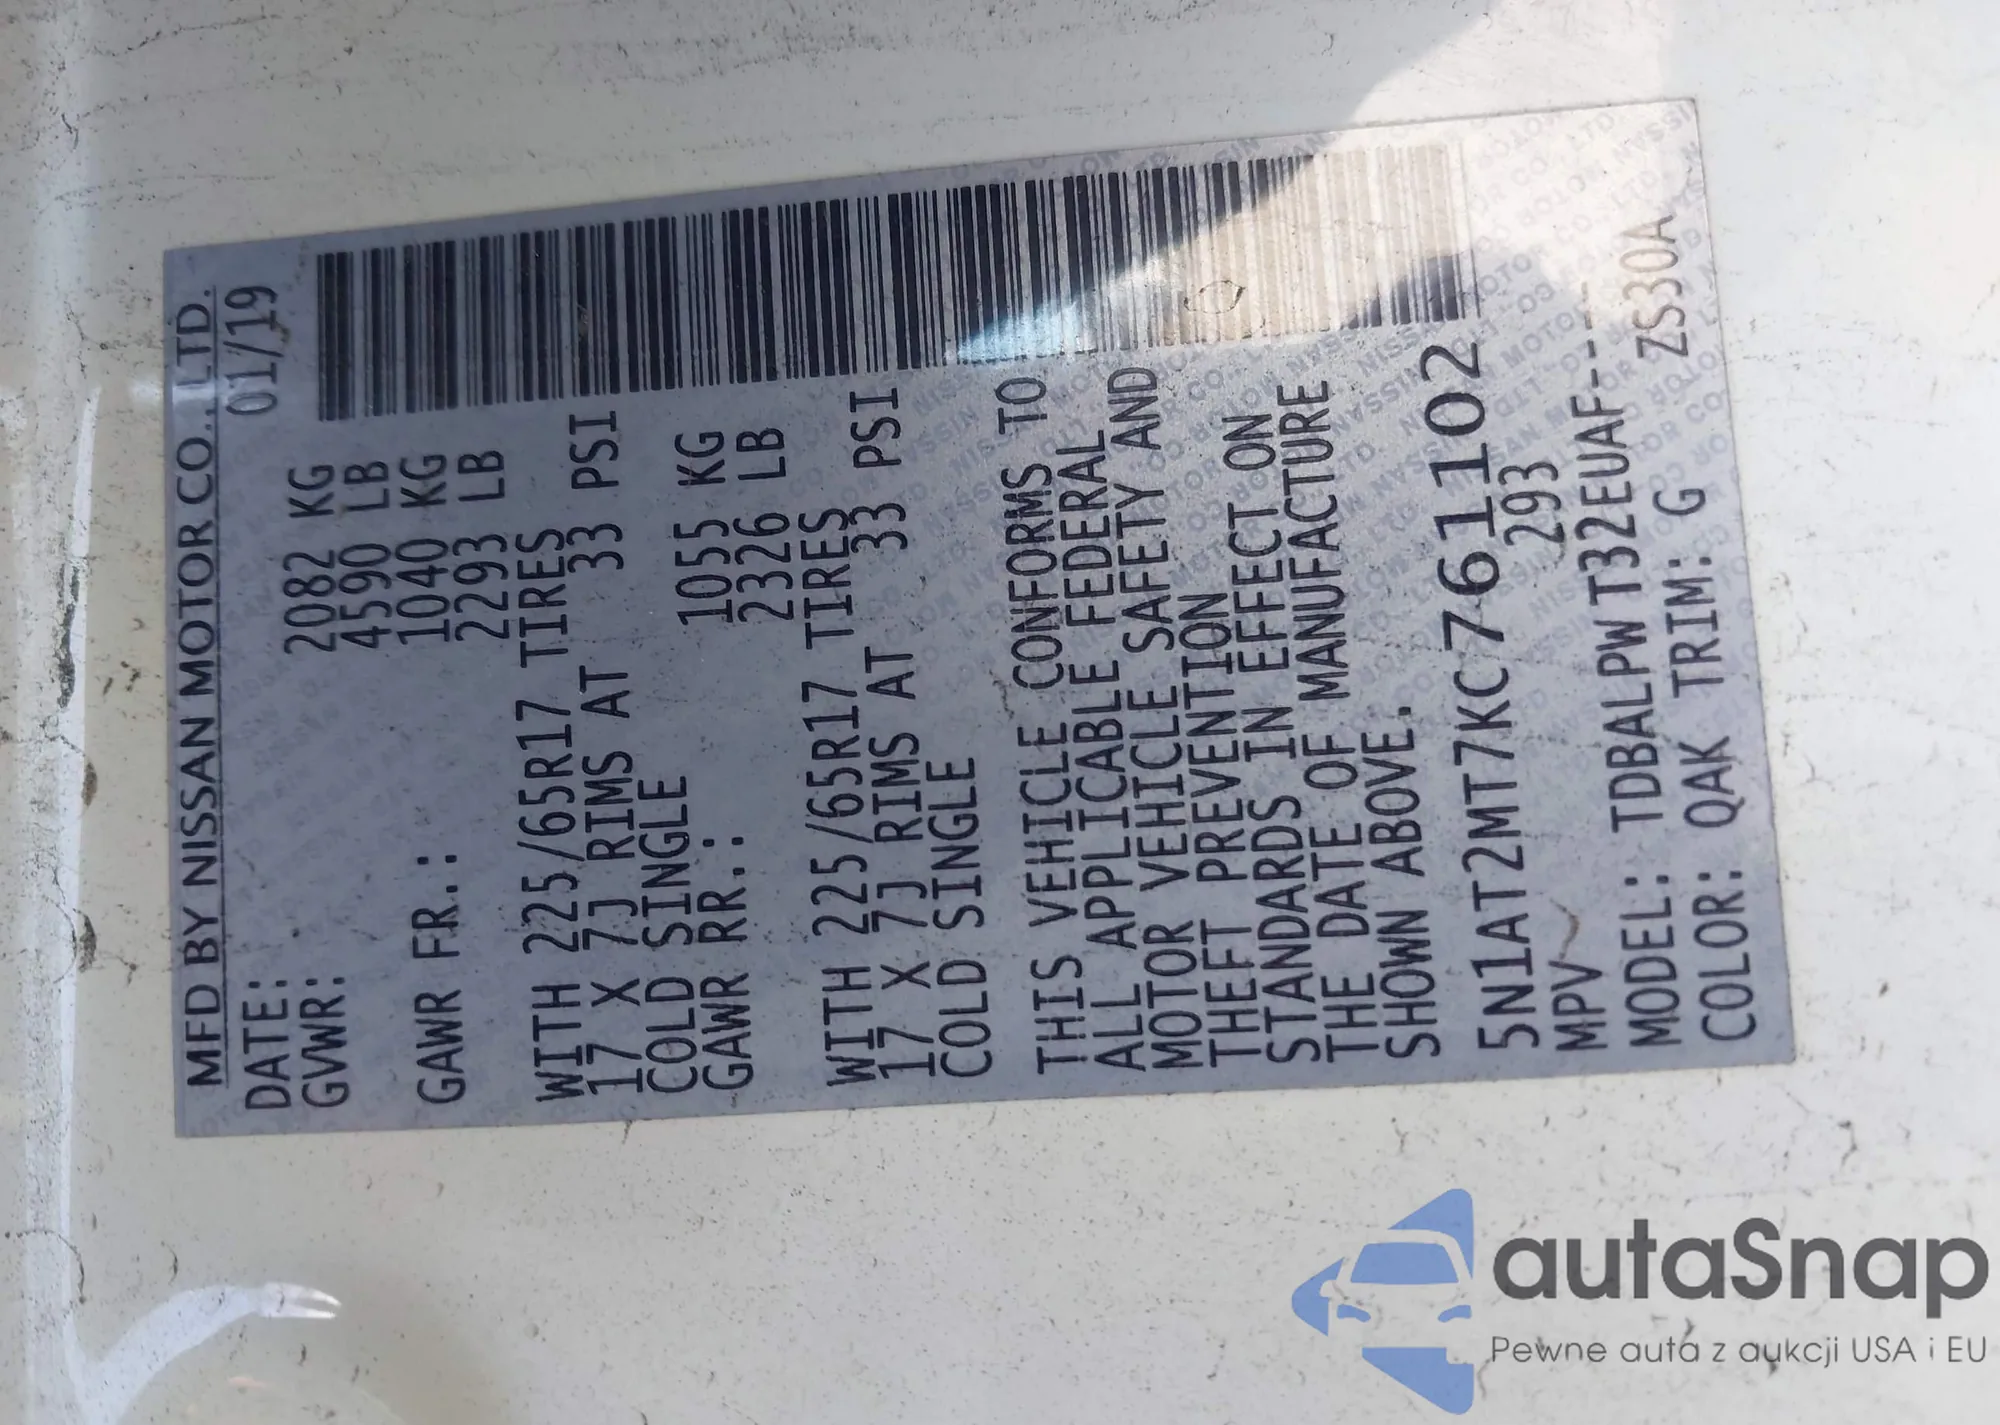 MFD BY NISSAN MOTOR CO., LTD.
DATE: 01/19
GVWR: 2082 KG
4590 LB
GAWR FR.: 1040 KG
2293 LB
WITH 225/65R17 TIRES
17 X 7J RIMS AT 33 PSI
COLD SINGLE
GAWR RR.: 1055 KG
2326 LB
WITH 225/65R17 TIRES
17 X 7J RIMS AT 33 PSI
COLD SINGLE
THIS VEHICLE CONFORMS TO
ALL APPLICABLE FEDERAL
MOTOR VEHICLE SAFETY AND
THEFT PREVENTION
STANDARDS IN EFFECT ON
THE DATE OF MANUFACTURE
SHOWN ABOVE.
5N1AT2MT7KC761102
MPV 293
MODEL: TDBALPW T32EUAF---
COLOR: QAK TRIM: G ZS30A
autaSnap
Pewne auta z aukcji USA i EU